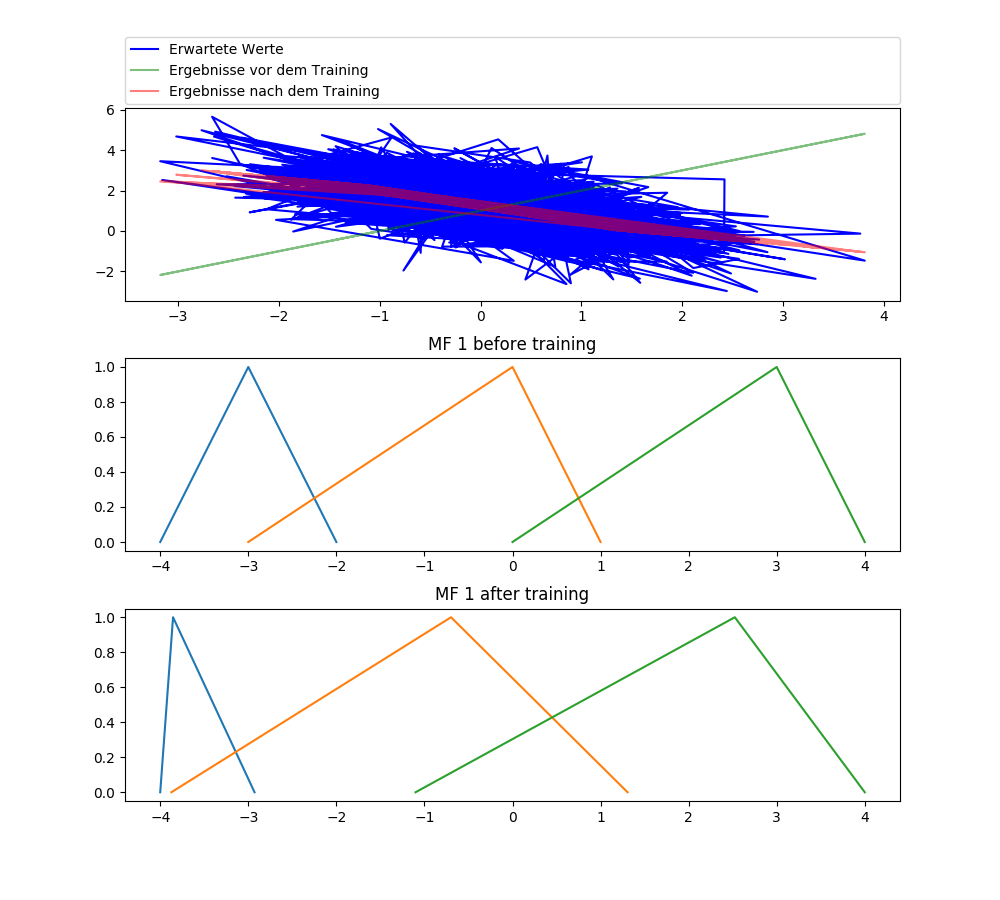 Erwartete Werte
Ergebnisse vor dem Training
Ergebnisse nach dem Training
6
4
2
0
−2
−3 −2 −1 0 1 2 3 4
MF 1 before training
1.0
0.8
0.6
0.4
0.2
0.0
−4 −3 −2 −1 0 1 2 3 4
MF 1 after training
1.0
0.8
0.6
0.4
0.2
0.0
−4 −3 −2 −1 0 1 2 3 4